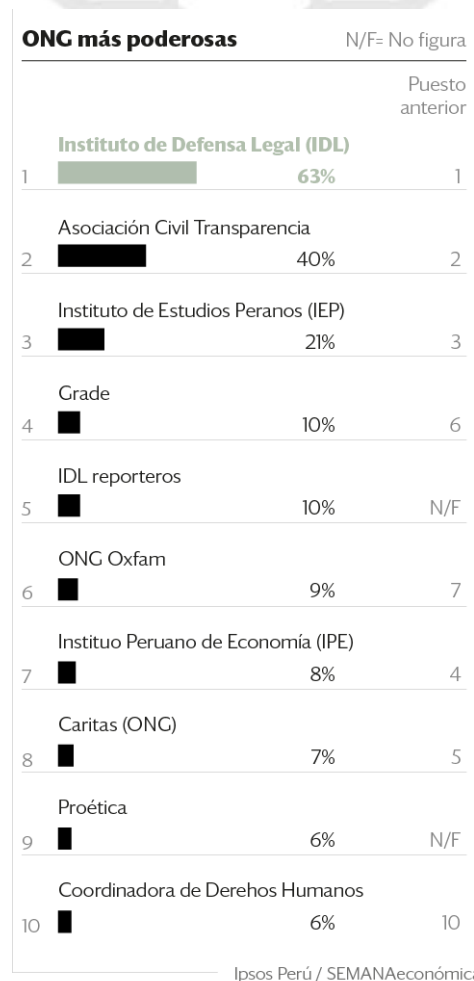 ONG más poderosas N/F= No figura
Puesto
anterior
Instituto de Defensa Legal (IDL)
1 63% 1
Asociación Civil Transparencia
2 40% 2
Instituto de Estudios Peranos (IEP)
3 21% 3
Grade
4 10% 6
IDL reporteros
5 10% N/F
ONG Oxfam
6 9% 7
Instituo Peruano de Economía (IPE)
7 8% 4
Caritas (ONG)
8 7% 5
Proética
9 6% N/F
Coordinadora de Derehos Humanos
10 6% 10
Ipsos Perú / SEMANAeconómica